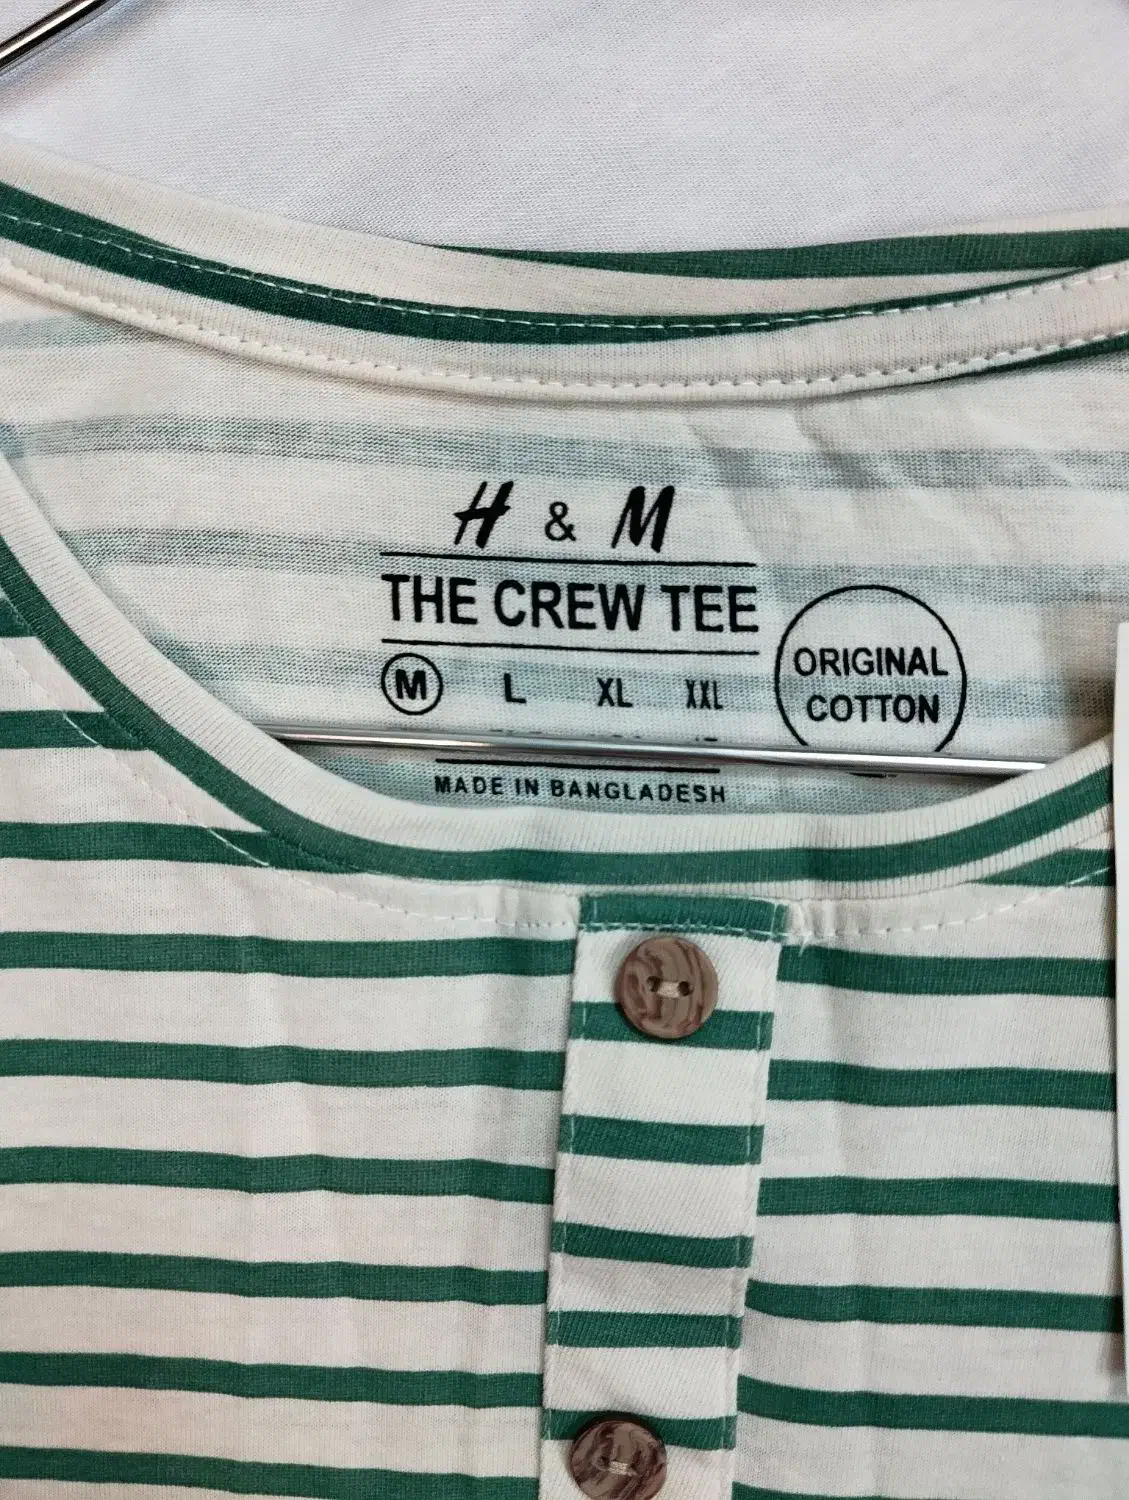 H & M
THE CREW TEE
M L XL XXL
ORIGINAL
COTTON
MADE IN BANGLADESH